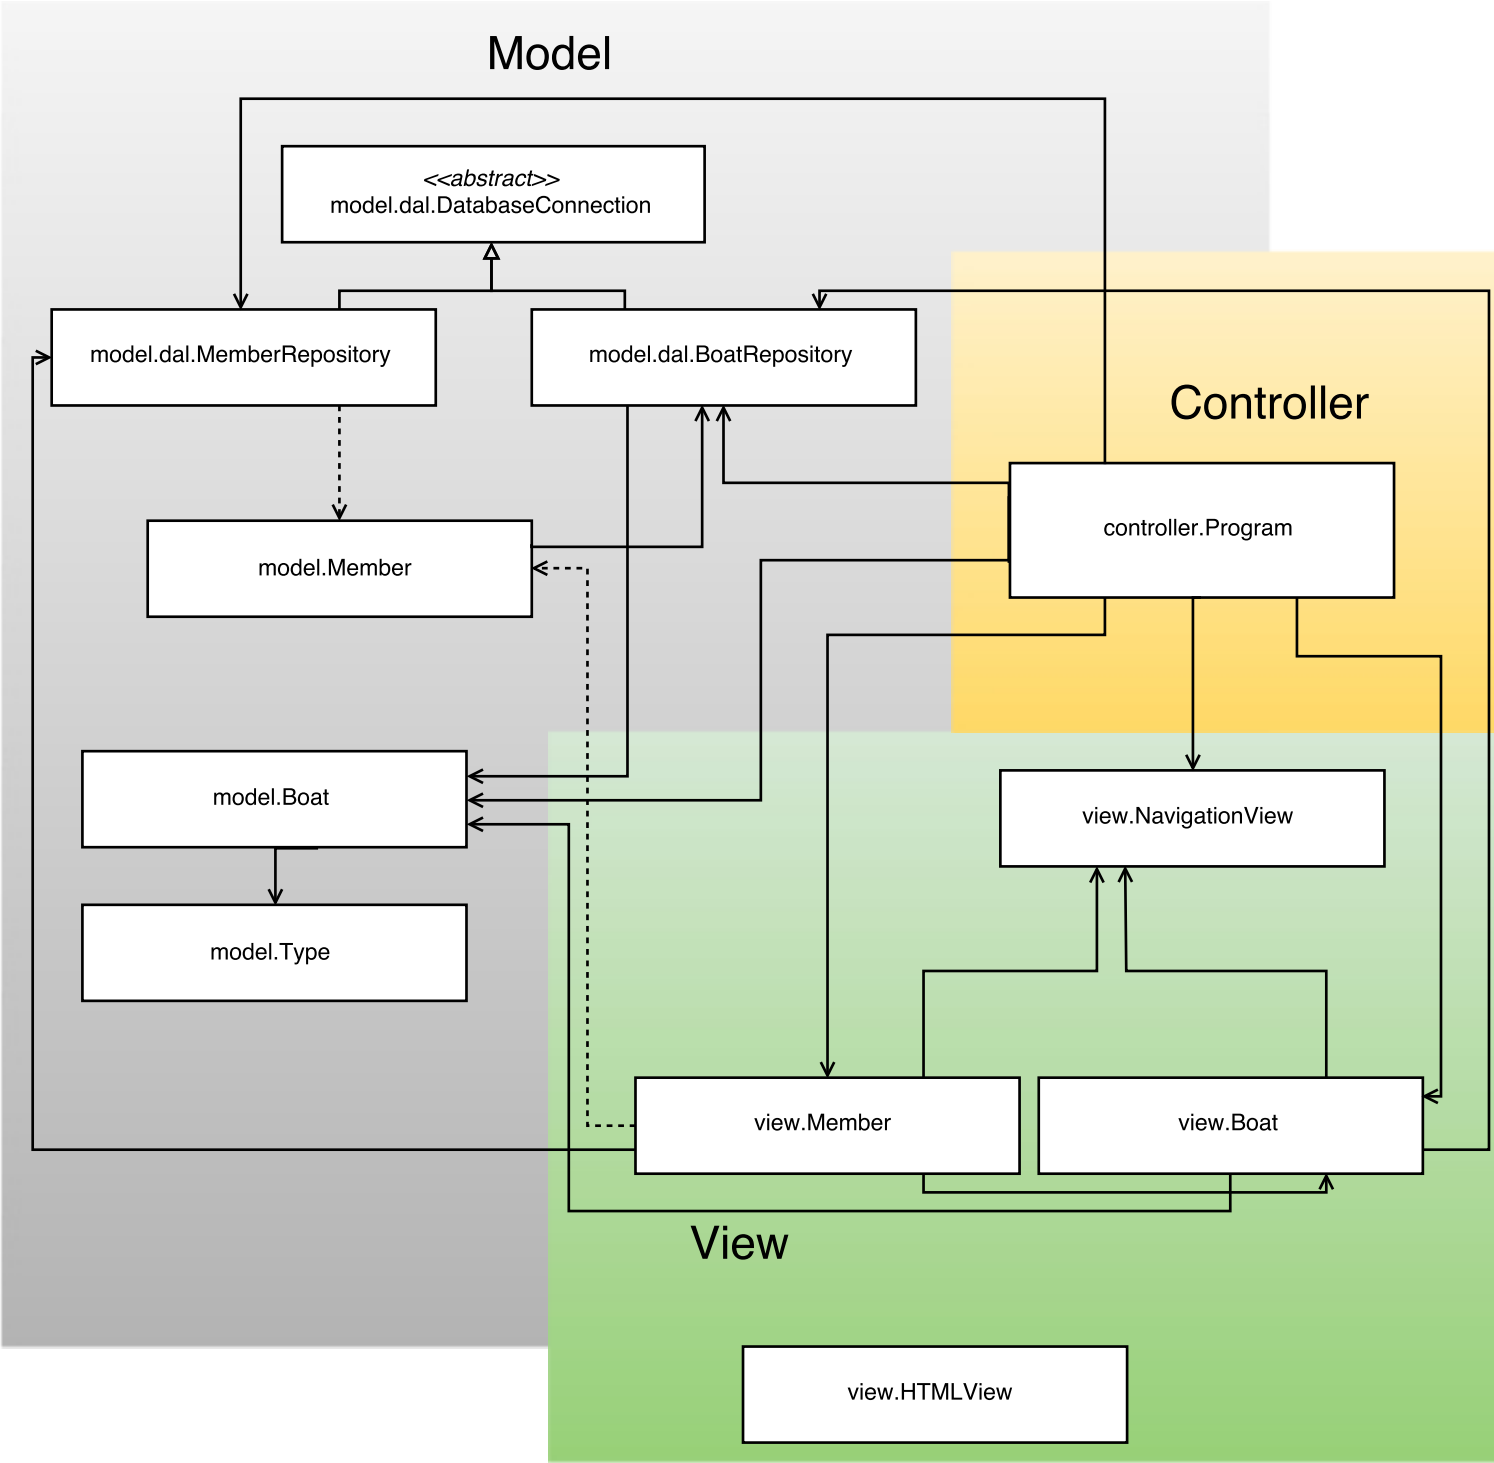 Model
<<abstract>>
model.dal.DatabaseConnection
model.dal.MemberRepository
model.dal.BoatRepository
Controller
controller.Program
model.Member
model.Boat
view.NavigationView
model.Type
view.Member
view.Boat
View
view.HTMLView